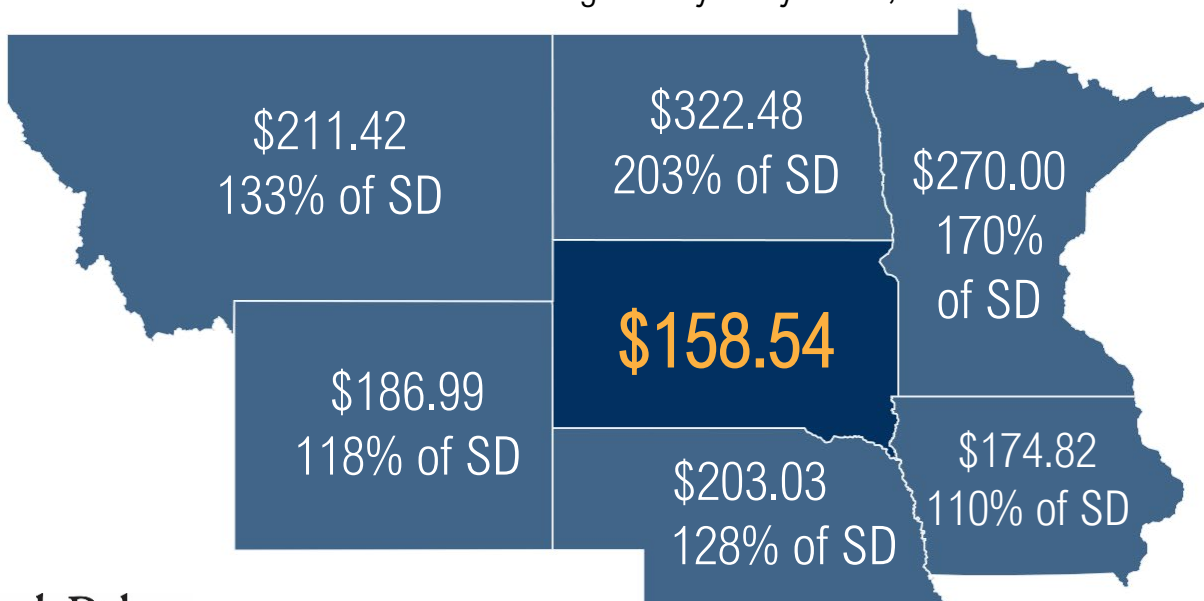 $211.42
133% of SD
$322.48
203% of SD
$270.00
170%
of SD
$158.54
$186.99
118% of SD
$203.03
128% of SD
$174.82
110% of SD